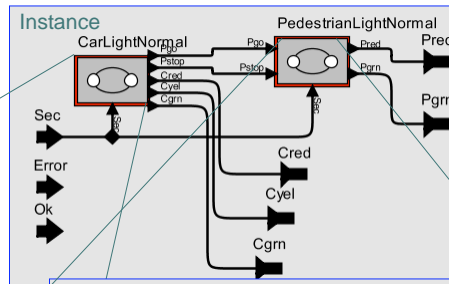 Instance
CarLightNormal
PedestrianLightNormal
Pgo
Pstop
Cred
Cyel
Cgrn
Pgo
Pstop
Pred
Pgrn
Pred
Pgrn
Sec
Sec
Sec
Error
Ok
Cred
Cyel
Cgrn